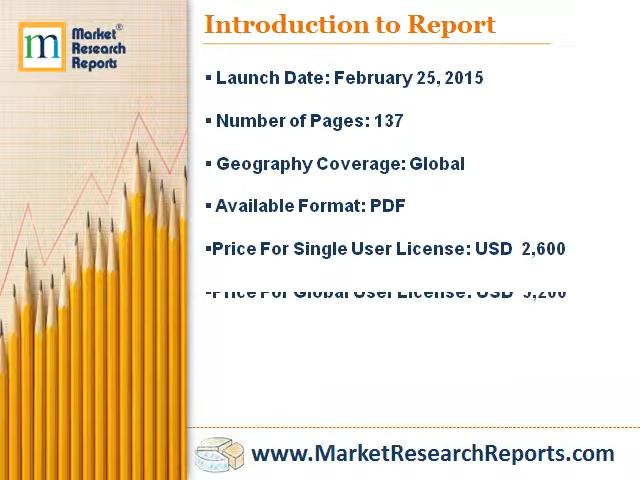 Market®
Research
Reports
m
Introduction to Report
▪ Launch Date: February 25, 2015
▪ Number of Pages: 137
▪ Geography Coverage: Global
▪ Available Format: PDF
▪Price For Single User License: USD  2,600
Price For Global User License: USD
www.MarketResearchReports.com